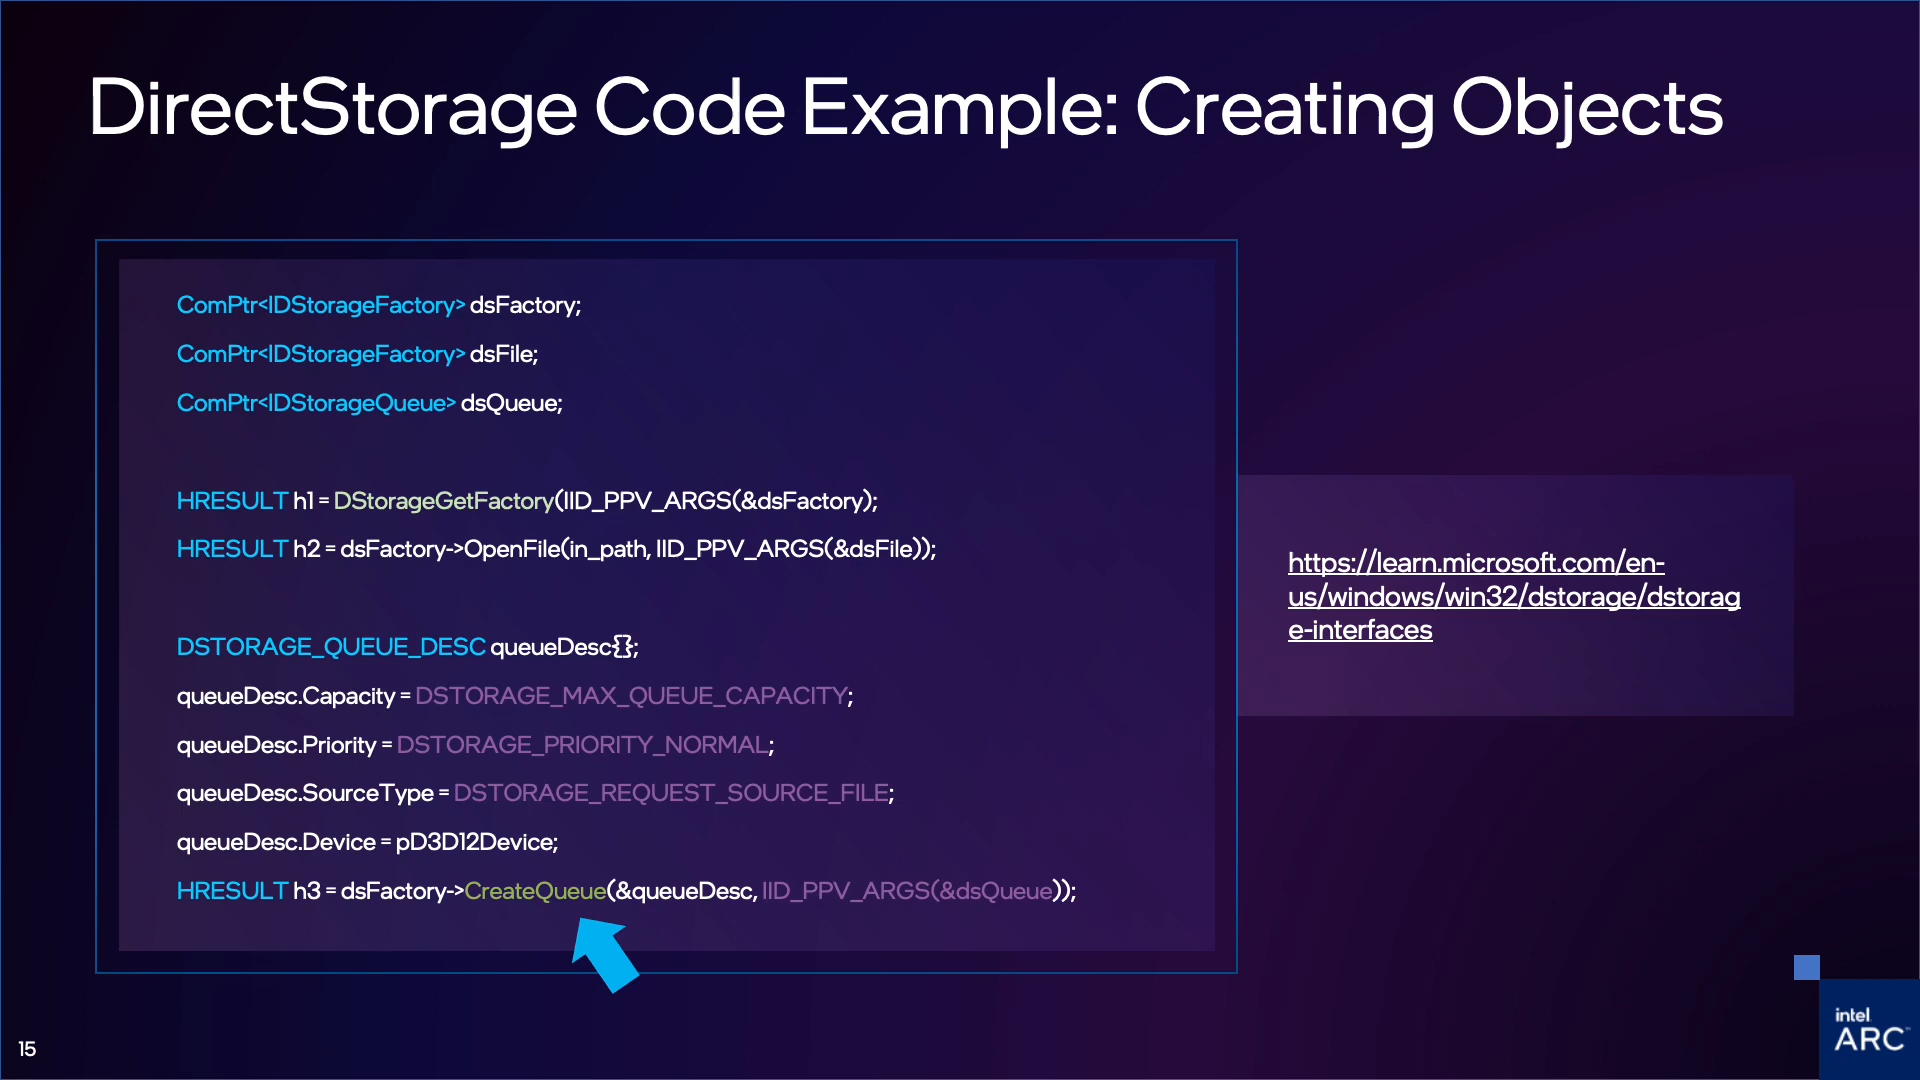 DirectStorage Code Example: Creating Objects
ComPtr<IDStorageFactory> dsFactory;
ComPtr<IDStorageFactory> dsFile;
ComPtr<IDStorageQueue> dsQueue;
HRESULT h1 = DStorageGetFactory(IID_PPV_ARGS(&dsFactory);
HRESULT h2 = dsFactory->OpenFile(in_path, IID_PPV_ARGS(&dsFile));
DSTORAGE_QUEUE_DESC queueDesc{};
queueDesc.Capacity = DSTORAGE_MAX_QUEUE_CAPACITY;
queueDesc.Priority = DSTORAGE_PRIORITY_NORMAL;
queueDesc.SourceType = DSTORAGE_REQUEST_SOURCE_FILE;
queueDesc.Device = pD3D12Device;
HRESULT h3 = dsFactory->CreateQueue(&queueDesc, IID_PPV_ARGS(&dsQueue));
https://learn.microsoft.com/en-
us/windows/win32/dstorage/dstorag
e-interfaces
15
intel
ARC™